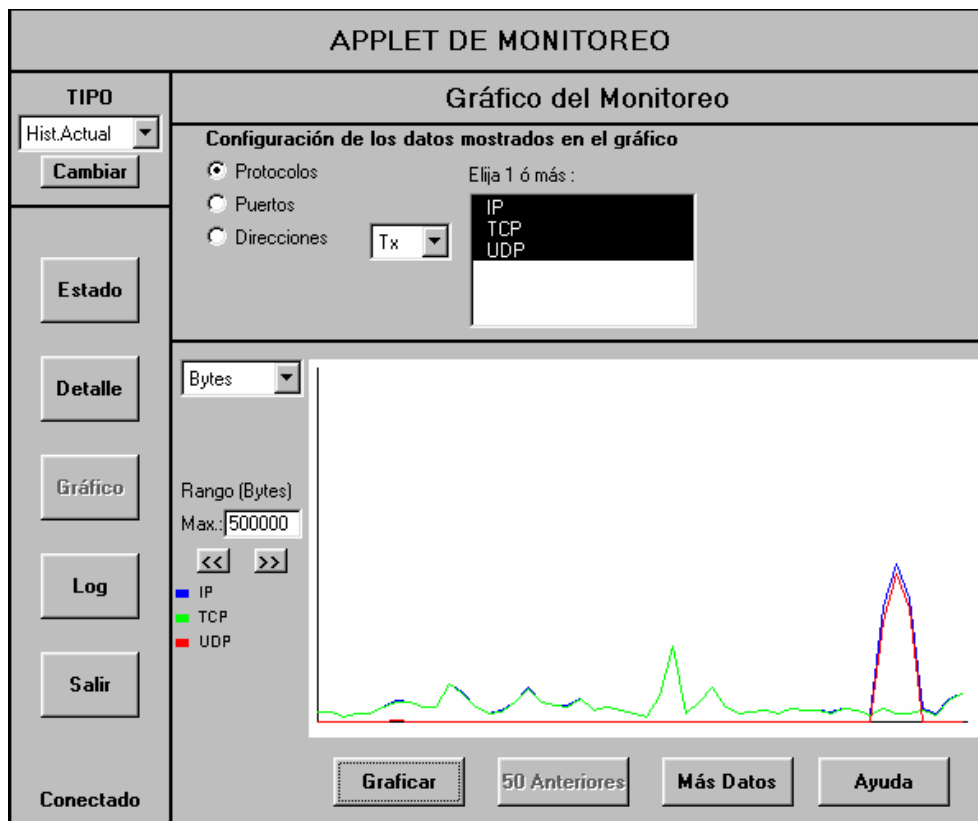 APPLET DE MONITOREO
TIPO
Hist.Actual
Cambiar
Estado
Detalle
Gráfico
Log
Salir
Conectado
Gráfico del Monitoreo
Configuración de los datos mostrados en el gráfico
Protocolos
Puertos
Direcciones
Tx
Elija 1 ó más :
IP
TCP
UDP
Bytes
Rango (Bytes)
Max.: 500000
<< >>
IP
TCP
UDP
Graficar
50 Anteriores
Más Datos
Ayuda